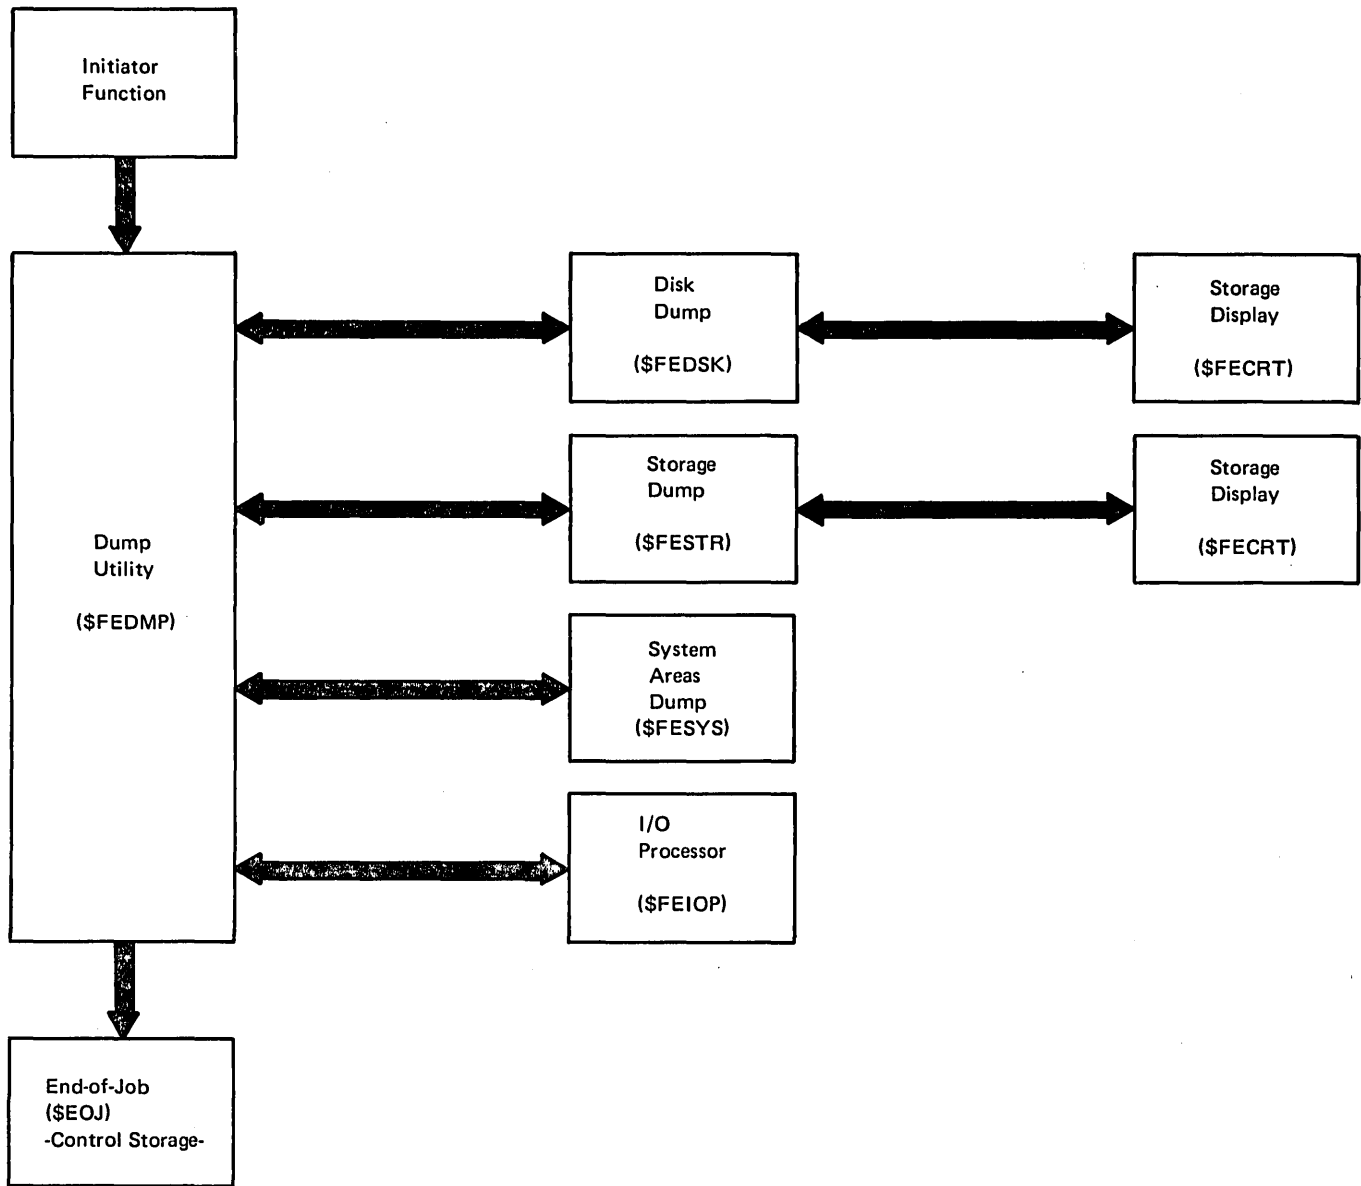 Initiator
Function
Disk
Dump
($FEDSK)
Storage
Display
($FECRT)
Storage
Dump
($FESTR)
Storage
Display
($FECRT)
Dump
Utility
($FEDMP)
System
Areas
Dump
($FESYS)
I/O
Processor
($FEIOP)
End-of-Job
($EOJ)
-Control Storage-